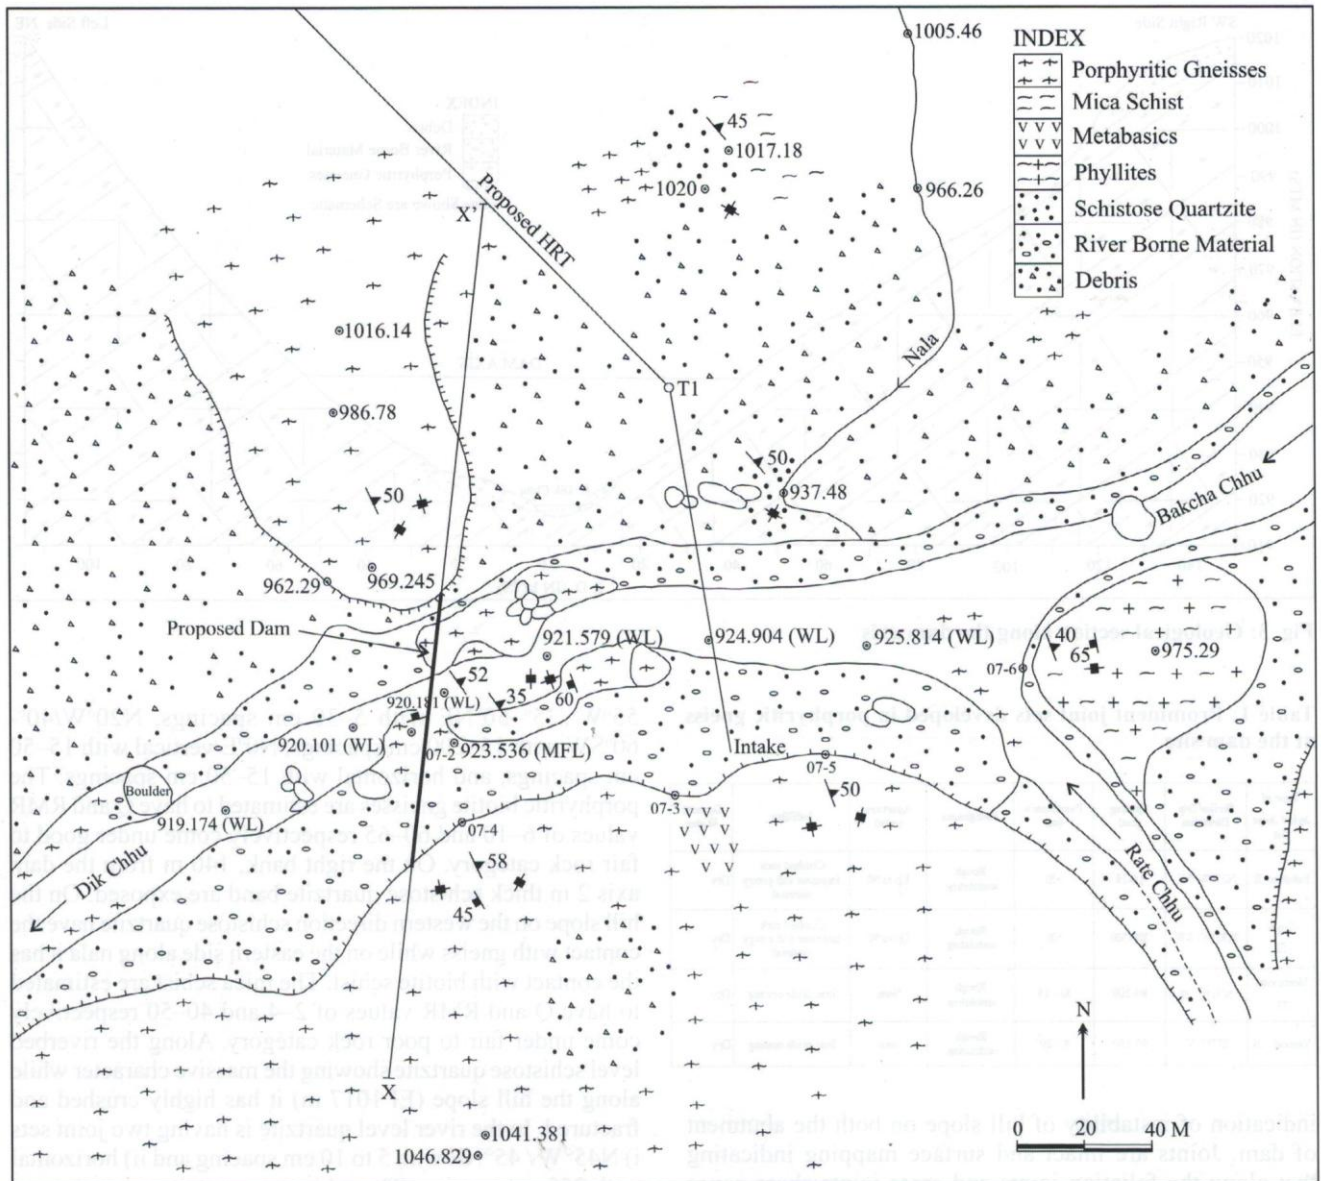 1005.46
INDEX
Porphyritic Gneisses
Mica Schist
Metabasics
Phyllites
Schistose Quartzite
River Borne Material
Debris
45
1017.18
1020
966.26
X'
Proposed HRT
1016.14
Nala
T1
986.78
50
50
937.48
Bakcha Chhu
962.29
969.245
Proposed Dam
921.579 (WL)
924.904 (WL)
925.814 (WL)
40
65
975.29
07-6
52
35
60
920.181 (WL)
920.101 (WL)
07-2
923.536 (MFL)
Intake
07-5
50
Boulder
919.174 (WL)
07-3
V V V
V V V
V V
V V
07-1
58
45
Dik Chhu
Rate Chhu
N
X
0 20 40 M
1041.381
1046.829